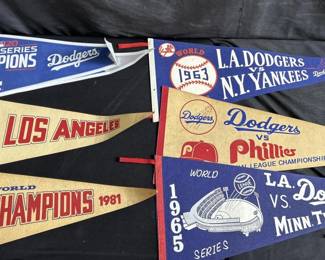 SERIES
Dodgers
LOS ANGELES
WORLD
CHAMPIONS 1981
WORLD
1963
L.A. DODGERS
VS
N.Y. YANKEES
Dodgers
Dodgers
VS
Phillies
LEAGUE CHAMPIONSHIP
1965
WORLD
SERIES
L.A.
VS.
MINN.